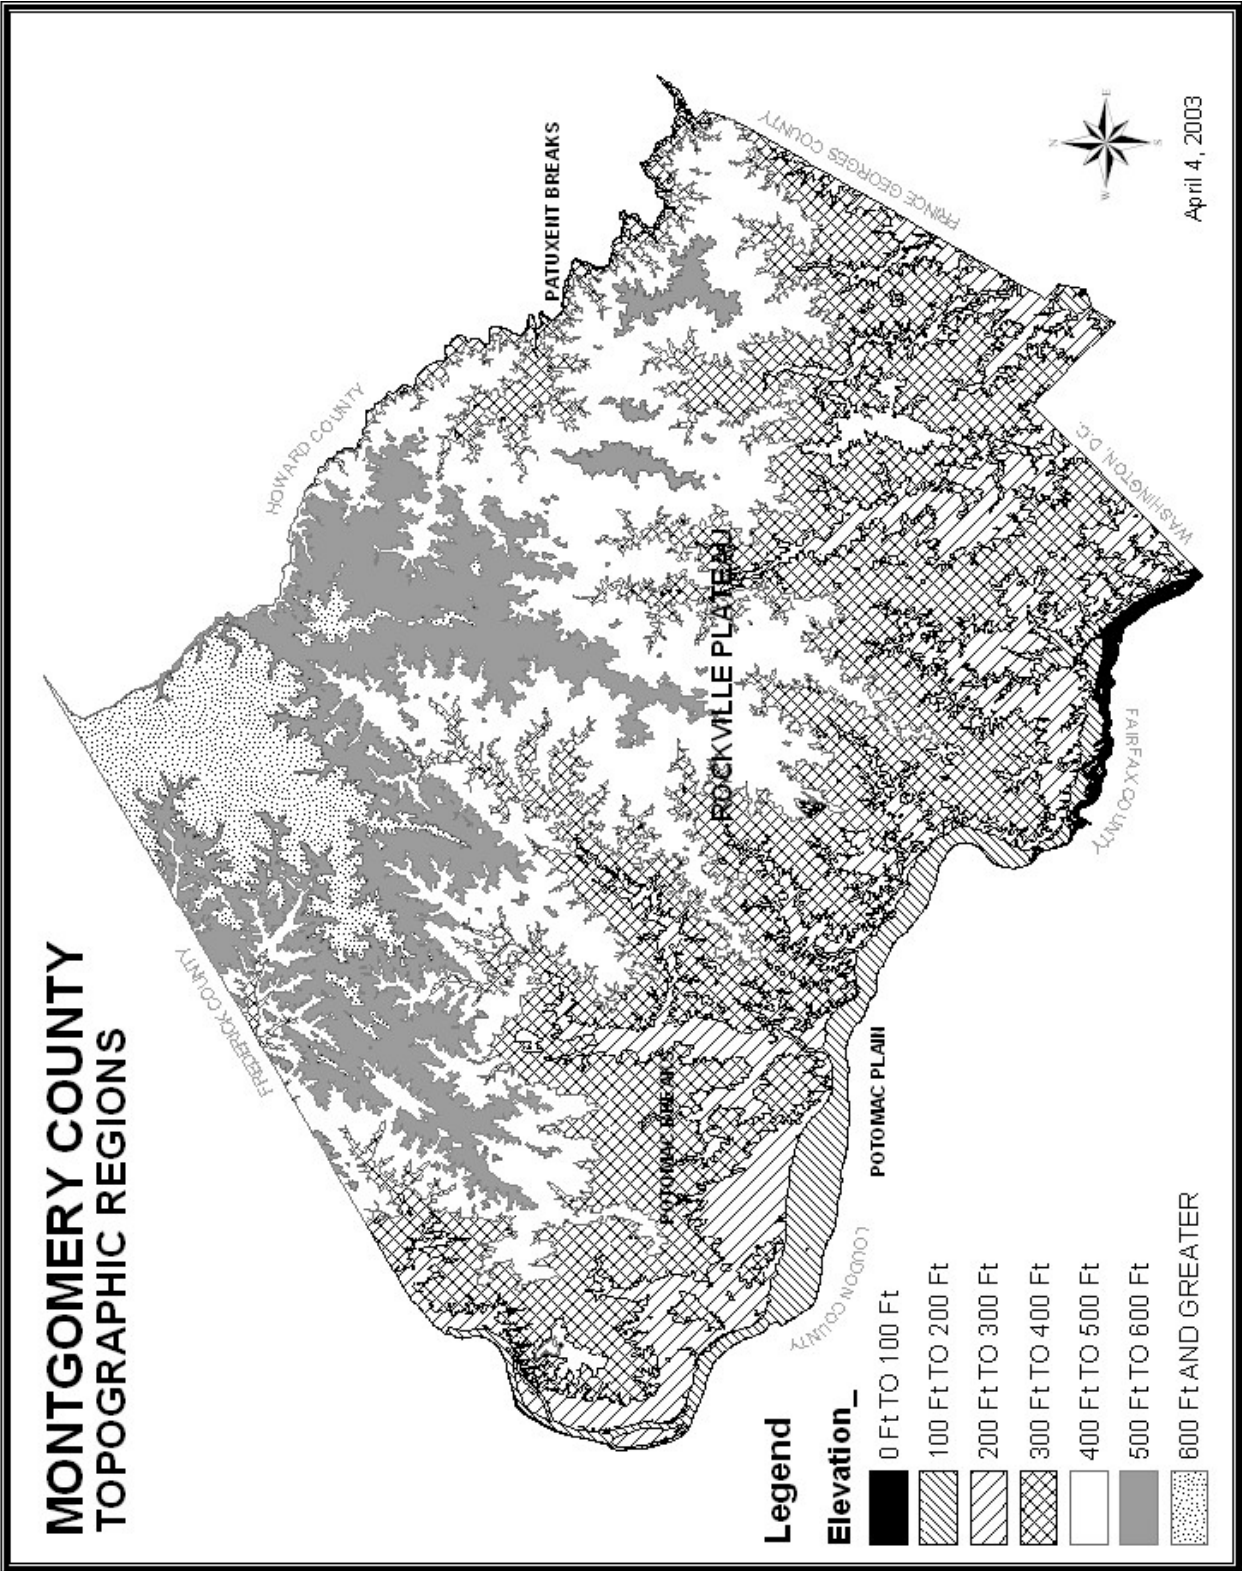 MONTGOMERY COUNTY
TOPOGRAPHIC REGIONS
FREDERICK COUNTY
HOWARD COUNTY
PATUXENT BREAKS
PRINCE GEORGES COUNTY
ROCKVILLE PLATEAU
POTOMAC BREAKS
POTOMAC PLAIN
LOUDON COUNTY
FAIRFAX COUNTY
WASHINGTON, D.C.
N
E
S
W
April 4, 2003
Legend
Elevation_
0 Ft TO 100 Ft
100 Ft TO 200 Ft
200 Ft TO 300 Ft
300 Ft TO 400 Ft
400 Ft TO 500 Ft
500 Ft TO 600 Ft
600 Ft AND GREATER